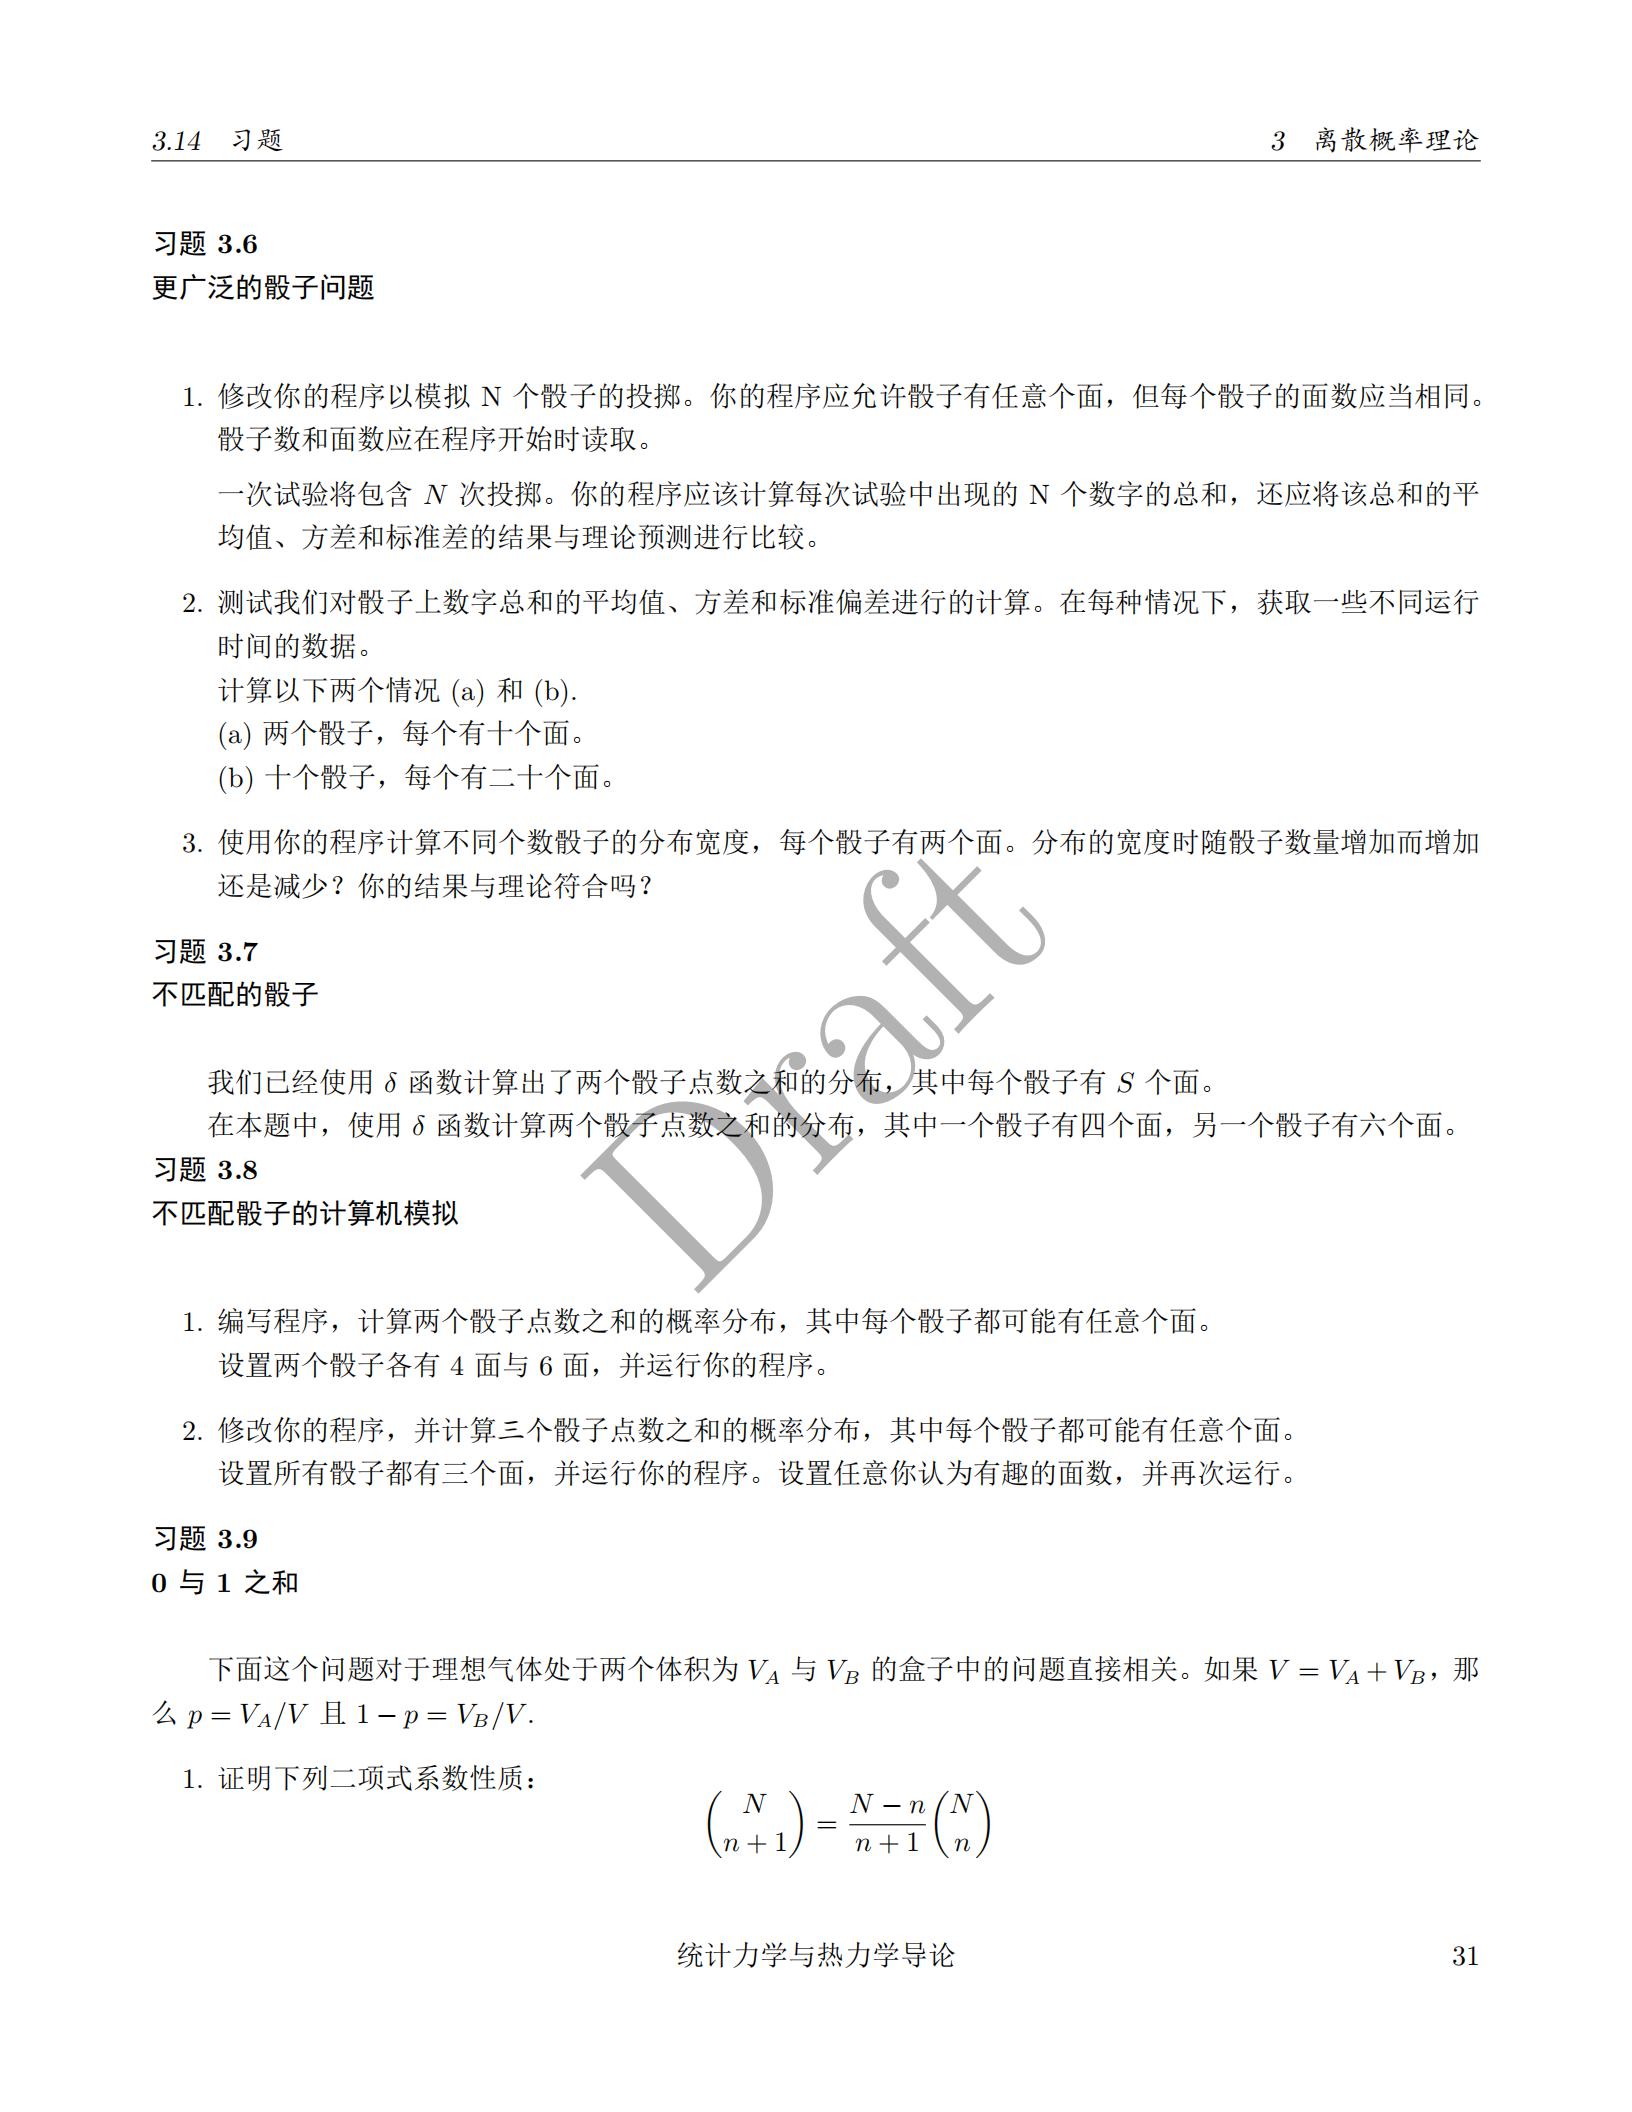 3.14 习题 3 离散概率理论
习题 3.6
更广泛的骰子问题
1. 修改你的程序以模拟 N 个骰子的投掷。你的程序应允许骰子有任意个面，但每个骰子的面数应当相同。
骰子数和面数应在程序开始时读取。
一次试验将包含 N 次投掷。你的程序应该计算每次试验中出现的 N 个数字的总和，还应将该总和的平
均值、方差和标准差的结果与理论预测进行比较。
2. 测试我们对骰子上数字总和的平均值、方差和标准偏差进行的计算。在每种情况下，获取一些不同运行
时间的数据。
计算以下两个情况 (a) 和 (b).
(a) 两个骰子，每个有十个面。
(b) 十个骰子，每个有二十个面。
3. 使用你的程序计算不同个数骰子的分布宽度，每个骰子有两个面。分布的宽度时随骰子数量增加而增加
还是减少？你的结果与理论符合吗？
习题 3.7
不匹配的骰子
我们已经使用 δ 函数计算出了两个骰子点数之和的分布，其中每个骰子有 S 个面。
在本题中，使用 δ 函数计算两个骰子点数之和的分布，其中一个骰子有四个面，另一个骰子有六个面。
习题 3.8
不匹配骰子的计算机模拟
1. 编写程序，计算两个骰子点数之和的概率分布，其中每个骰子都可能有任意个面。
设置两个骰子各有 4 面与 6 面，并运行你的程序。
2. 修改你的程序，并计算三个骰子点数之和的概率分布，其中每个骰子都可能有任意个面。
设置所有骰子都有三个面，并运行你的程序。设置任意你认为有趣的面数，并再次运行。
习题 3.9
0 与 1 之和
下面这个问题对于理想气体处于两个体积为 V_A 与 V_B 的盒子中的问题直接相关。如果 V = V_A + V_B，那
么 p = V_A/V 且 1 − p = V_B/V.
1. 证明下列二项式系数性质：
\binom{N}{n+1} = \frac{N-n}{n+1} \binom{N}{n}
统计力学与热力学导论 31
Draft